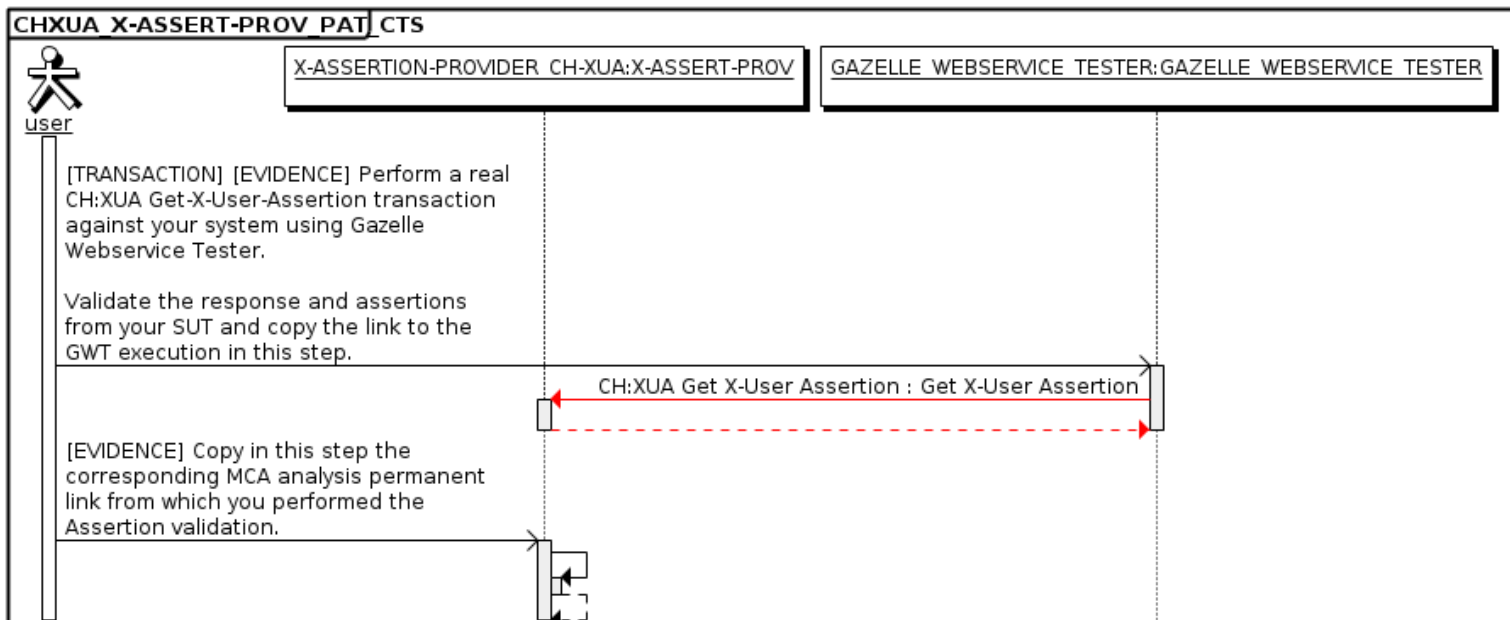 CHXUA_X-ASSERT-PROV_PAT_CTS
X-ASSERTION-PROVIDER_CH-XUA:X-ASSERT-PROV
GAZELLE_WEBSERVICE_TESTER:GAZELLE_WEBSERVICE_TESTER
user
[TRANSACTION] [EVIDENCE] Perform a real
CH:XUA Get-X-User-Assertion transaction
against your system using Gazelle
Webservice Tester.
Validate the response and assertions
from your SUT and copy the link to the
GWT execution in this step.
CH:XUA Get X-User Assertion : Get X-User Assertion
[EVIDENCE] Copy in this step the
corresponding MCA analysis permanent
link from which you performed the
Assertion validation.